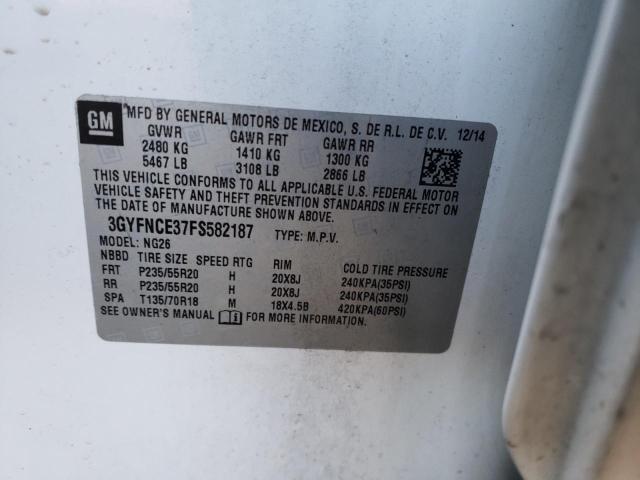 GM
MFD BY GENERAL MOTORS DE MEXICO, S. DE R.L. DE C.V. 12/14
GVWR GAWR FRT GAWR RR
2480 KG 1410 KG 1300 KG
5467 LB 3108 LB 2866 LB
THIS VEHICLE CONFORMS TO ALL APPLICABLE U.S. FEDERAL MOTOR
VEHICLE SAFETY AND THEFT PREVENTION STANDARDS IN EFFECT ON
THE DATE OF MANUFACTURE SHOWN ABOVE.
3GYFNCE37FS582187 TYPE: M.P.V.
MODEL: NG26
NBBD TIRE SIZE SPEED RTG RIM COLD TIRE PRESSURE
FRT P235/55R20 H 20X8J 240KPA(35PSI)
RR P235/55R20 H 20X8J 240KPA(35PSI)
SPA T135/70R18 M 18X4.5B 420KPA(60PSI)
SEE OWNER'S MANUAL FOR MORE INFORMATION.